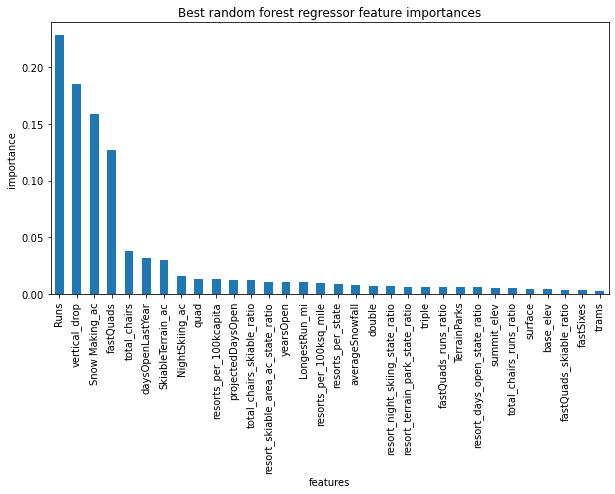 Best random forest regressor feature importances
importance
0.20
0.15
0.10
0.05
0.00
Runs
vertical_drop
Snow Making_ac
fastQuads
total_chairs
daysOpenLastYear
SkiableTerrain_ac
NightSkiing_ac
quad
resorts_per_100kcapita
projectedDaysOpen
total_chairs_skiable_ratio
resort_skiable_area_ac_state_ratio
yearsOpen
LongestRun_mi
resorts_per_100ksq_mile
resorts_per_state
averageSnowfall
double
resort_night_skiing_state_ratio
resort_terrain_park_state_ratio
triple
fastQuads_runs_ratio
TerrainParks
resort_days_open_state_ratio
summit_elev
total_chairs_runs_ratio
surface
base_elev
fastQuads_skiable_ratio
fastSixes
trams
features